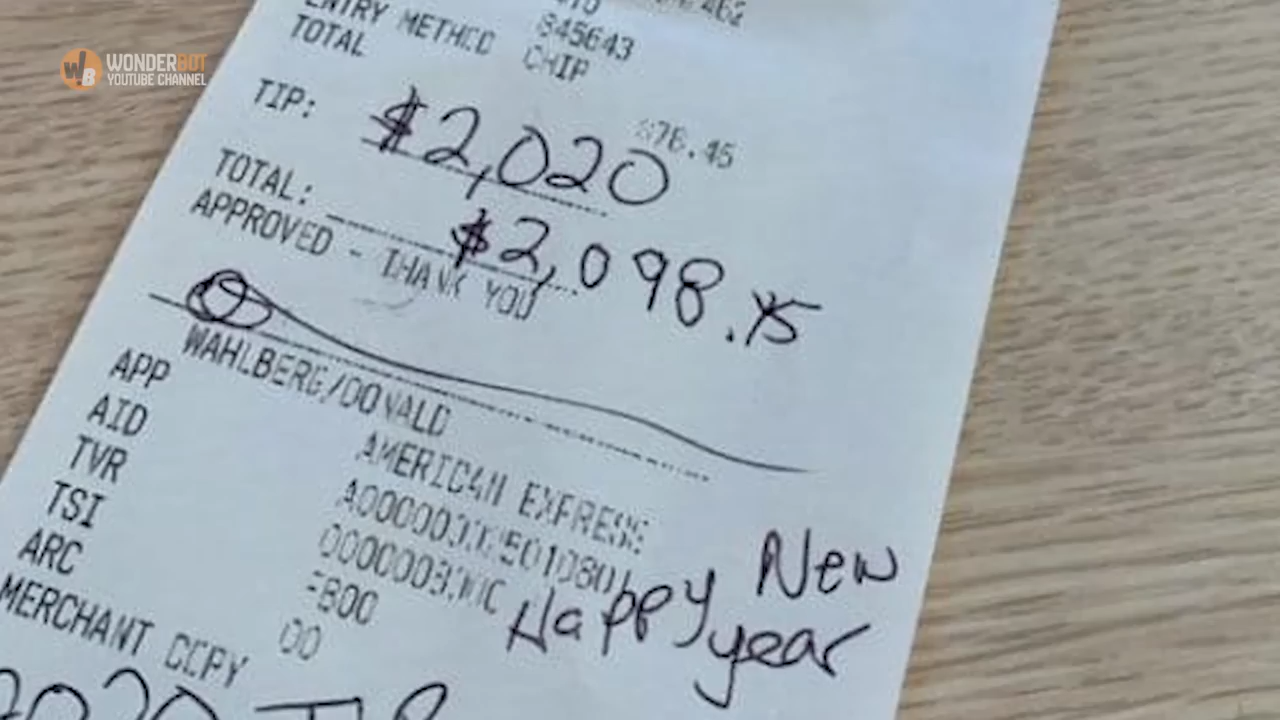 WONDERBOT
YOUTUBE CHANNEL
845643
ENTRY METHOD CHIP
TOTAL $78.45
TIP: $2,020
TOTAL: $2,098.45
APPROVED - THANK YOU
WAHLBERG/DONALD
APP AMERICAN EXPRESS
AID
TVR
TSI
ARC 00
MERCHANT COPY
Happy New
year
2020